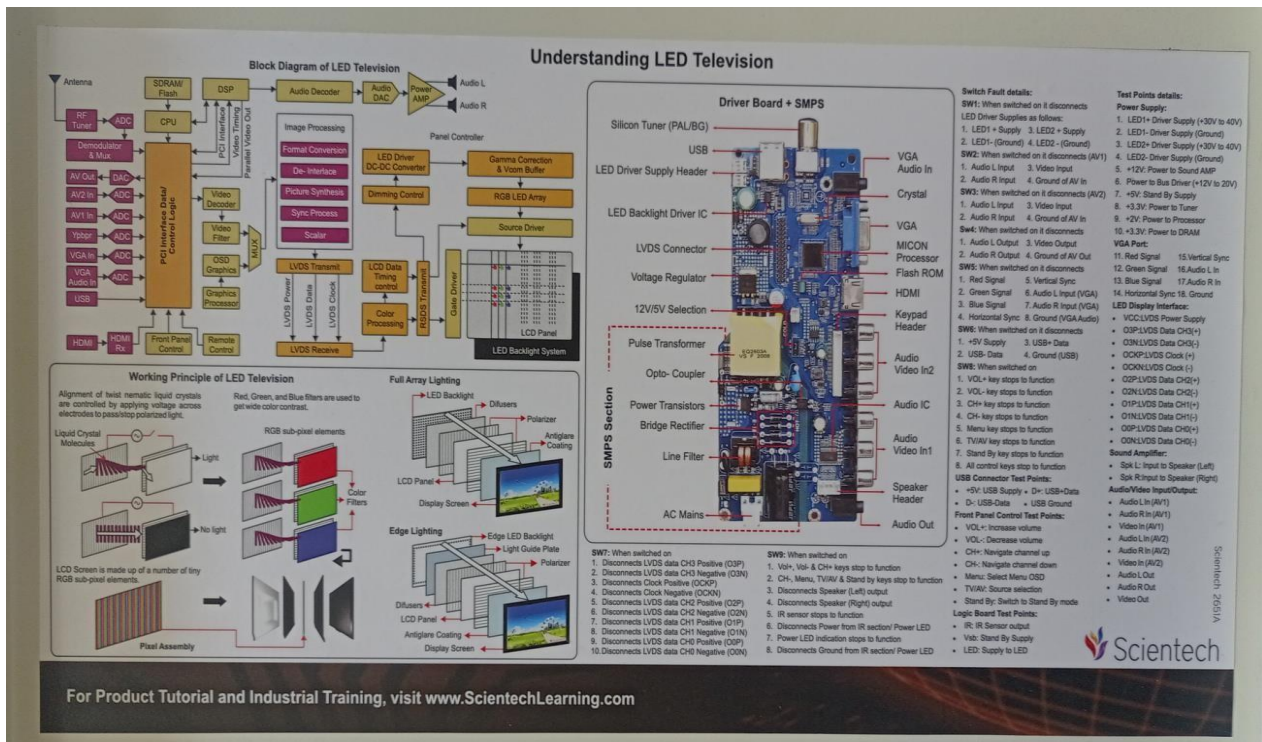 Understanding LED Television
Block Diagram of LED Television
Antenna
RF
Tuner
ADC
Demodulator
& Mux
AV Out
DAC
AV2 In
ADC
AV1 In
ADC
Ypbpr
ADC
VGA In
ADC
VGA
Audio In
ADC
USB
HDMI
HDMI
Rx
SDRAM/
Flash
CPU
PCI Interface Data/
Control Logic
Front Panel
Control
Remote
Control
DSP
PCI Interface
Video Timing
Parallel Video Out
Video
Decoder
Video
Filter
OSD
Graphics
Graphics
Processor
MUX
Audio Decoder
Audio
DAC
Power
AMP
Audio L
Audio R
Image Processing
Formal Conversion
De- Interlace
Picture Synthesis
Sync Process
Scalar
LVDS Transmit
LVDS Power
LVDS Data
LVDS Clock
LVDS Receive
Panel Controller
LED Driver
DC-DC Converter
Dimming Control
LCD Data
Timing
control
Color
Processing
RSDS Transmit
Gamma Correction
& Vcom Buffer
RGB LED Array
Source Driver
Gate Driver
LCD Panel
LED Backlight System
Working Principle of LED Television
Alignment of twist nematic liquid crystals
are controlled by applying voltage across
electrodes to pass/stop polarized light.
Red, Green, and Blue filters are used to
get wide color contrast.
Liquid Crystal
Molecules
Light
No light
RGB sub-pixel elements
Color
Filters
LCD Screen is made up of a number of tiny
RGB sub-pixel elements.
Pixel Assembly
Full Array Lighting
LED Backlight
Difusers
Polarizer
Antiglare
Coating
LCD Panel
Display Screen
Edge Lighting
Edge LED Backlight
Light Guide Plate
Polarizer
Difusers
LCD Panel
Antiglare Coating
Display Screen
Driver Board + SMPS
Silicon Tuner (PAL/BG)
USB
LED Driver Supply Header
LED Backlight Driver IC
LVDS Connector
Voltage Regulator
12V/5V Selection
Pulse Transformer
Opto- Coupler
Power Transistors
Bridge Rectifier
Line Filter
AC Mains
SMPS Section
VGA
Audio In
Crystal
VGA
MICON
Processor
Flash ROM
HDMI
Keypad
Header
Audio
Video In2
Audio IC
Audio
Video In1
Speaker
Header
Audio Out
SW7: When switched on
1. Disconnects LVDS data CH3 Positive (O3P)
2. Disconnects LVDS data CH3 Negative (O3N)
3. Disconnects Clock Positive (OCKP)
4. Disconnects Clock Negative (OCKN)
5. Disconnects LVDS data CH2 Positive (O2P)
6. Disconnects LVDS data CH2 Negative (O2N)
7. Disconnects LVDS data CH1 Positive (O1P)
8. Disconnects LVDS data CH1 Negative (O1N)
9. Disconnects LVDS data CH0 Positive (O0P)
10. Disconnects LVDS data CH0 Negative (O0N)
SW9: When switched on
1. Vol+, Vol- & CH+ keys stop to function
2. CH-, Menu, TV/AV & Stand by keys stop to function
3. Disconnects Speaker (Left) output
4. Disconnects Speaker (Right) output
5. IR sensor stops to function
6. Disconnects Power from IR section/ Power LED
7. Power LED indication stops to function
8. Disconnects Ground from IR section/ Power LED
Switch Fault details:
SW1: When switched on it disconnects
LED Driver Supplies as follows:
1. LED1 + Supply 3. LED2 + Supply
2. LED1- (Ground) 4. LED2 - (Ground)
SW2: When switched on it disconnects (AV1)
1. Audio L Input 3. Video Input
2. Audio R Input 4. Ground of AV In
SW3: When switched on it disconnects (AV2)
1. Audio L Input 3. Video Input
2. Audio R Input 4. Ground of AV In
Sw4: When switched on it disconnects
1. Audio L Output 3. Video Output
2. Audio R Output 4. Ground of AV Out
SW5: When switched on it disconnects
1. Red Signal 5. Vertical Sync
2. Green Signal 6. Audio L Input (VGA)
3. Blue Signal 7. Audio R Input (VGA)
4. Horizontal Sync 8. Ground (VGA Audio)
SW6: When switched on it disconnects
1. +5V Supply 3. USB+ Data
2. USB- Data 4. Ground (USB)
SW8: When switched on
1. VOL+ key stops to function
2. VOL- key stops to function
3. CH+ key stops to function
4. CH- key stops to function
5. Menu key stops to function
6. TV/AV key stops to function
7. Stand By key stops to function
8. All control keys stop to function
USB Connector Test Points:
• +5V: USB Supply • D+: USB+Data
• D-: USB-Data • USB Ground
Front Panel Control Test Points:
• VOL+: Increase volume
• VOL-: Decrease volume
• CH+: Navigate channel up
• CH-: Navigate channel down
• Menu: Select Menu OSD
• TV/AV: Source selection
• Stand By: Switch to Stand By mode
Logic Board Test Points:
• IR: IR Sensor output
• Vsb: Stand By Supply
• LED: Supply to LED
Test Points details:
Power Supply:
1. LED1+ Driver Supply (+30V to 40V)
2. LED1- Driver Supply (Ground)
3. LED2+ Driver Supply (+30V to 40V)
4. LED2- Driver Supply (Ground)
5. +12V: Power to Sound AMP
6. Power to Bus Driver (+12V to 20V)
7. +5V: Stand By Supply
8. +3.3V: Power to Tuner
9. +2V: Power to Processor
10. +3.3V: Power to DRAM
VGA Port:
11. Red Signal 15. Vertical Sync
12. Green Signal 16. Audio L In
13. Blue Signal 17. Audio R In
14. Horizontal Sync 18. Ground
LED Display Interface:
• VCC: LVDS Power Supply
• O3P:LVDS Data CH3(+)
• O3N:LVDS Data CH3(-)
• OCKP:LVDS Clock (+)
• OCKN:LVDS Clock (-)
• O2P:LVDS Data CH2(+)
• O2N:LVDS Data CH2(-)
• O1P:LVDS Data CH1(+)
• O1N:LVDS Data CH1(-)
• O0P:LVDS Data CH0(+)
• O0N:LVDS Data CH0(-)
Sound Amplifier:
• Spk L: Input to Speaker (Left)
• Spk R:Input to Speaker (Right)
Audio/Video Input/Output:
• Audio L In (AV1)
• Audio R In (AV1)
• Video In (AV1)
• Audio L In (AV2)
• Audio R In (AV2)
• Video In (AV2)
• Audio L Out
• Audio R Out
• Video Out
Scientech 2661A
Scientech
For Product Tutorial and Industrial Training, visit www.ScientechLearning.com